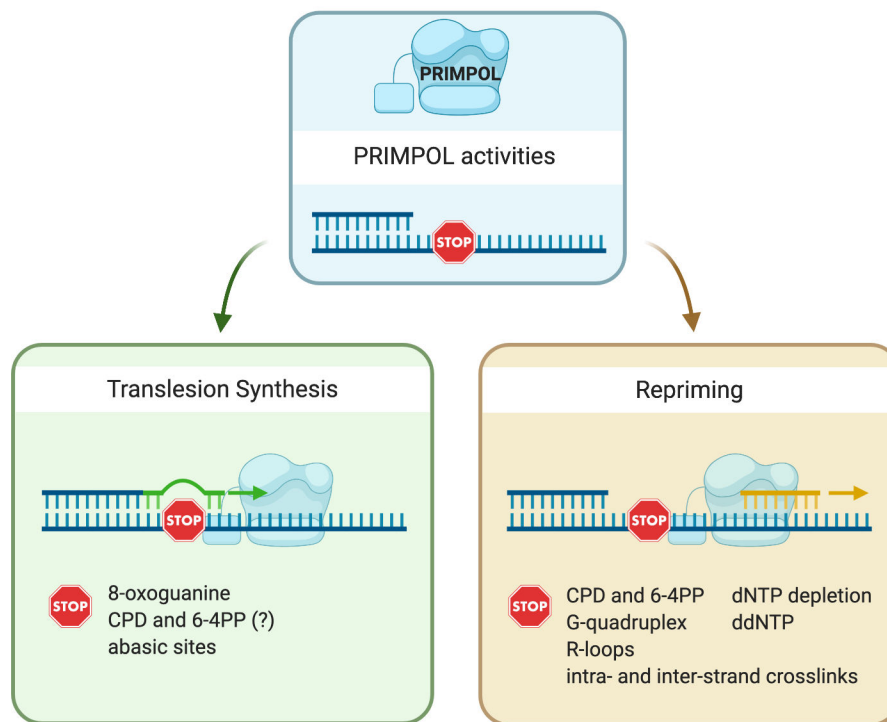 PRIMPOL
PRIMPOL activities
STOP
Translesion Synthesis
STOP
STOP
8-oxoguanine
CPD and 6-4PP (?)
abasic sites
Repriming
STOP
STOP
CPD and 6-4PP dNTP depletion
G-quadruplex ddNTP
R-loops
intra- and inter-strand crosslinks